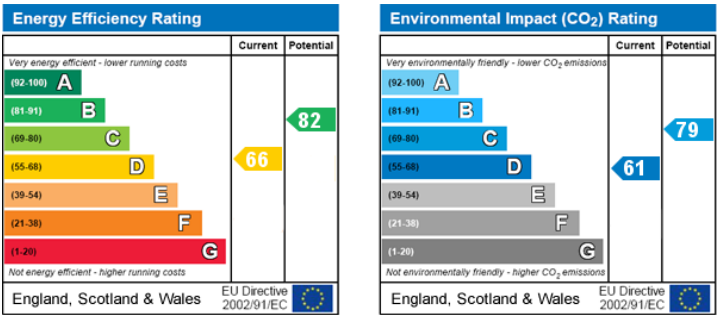 Energy Efficiency Rating
Current Potential
Very energy efficient - lower running costs
(92-100) A
(81-91) B
(69-80) C
(55-68) D
(39-54) E
(21-38) F
(1-20) G
66
82
Not energy efficient - higher running costs
England, Scotland & Wales
EU Directive
2002/91/EC
Environmental Impact (CO2) Rating
Current Potential
Very environmentally friendly - lower CO2 emissions
(92-100) A
(81-91) B
(69-80) C
(55-68) D
(39-54) E
(21-38) F
(1-20) G
61
79
Not environmentally friendly - higher CO2 emissions
England, Scotland & Wales
EU Directive
2002/91/EC